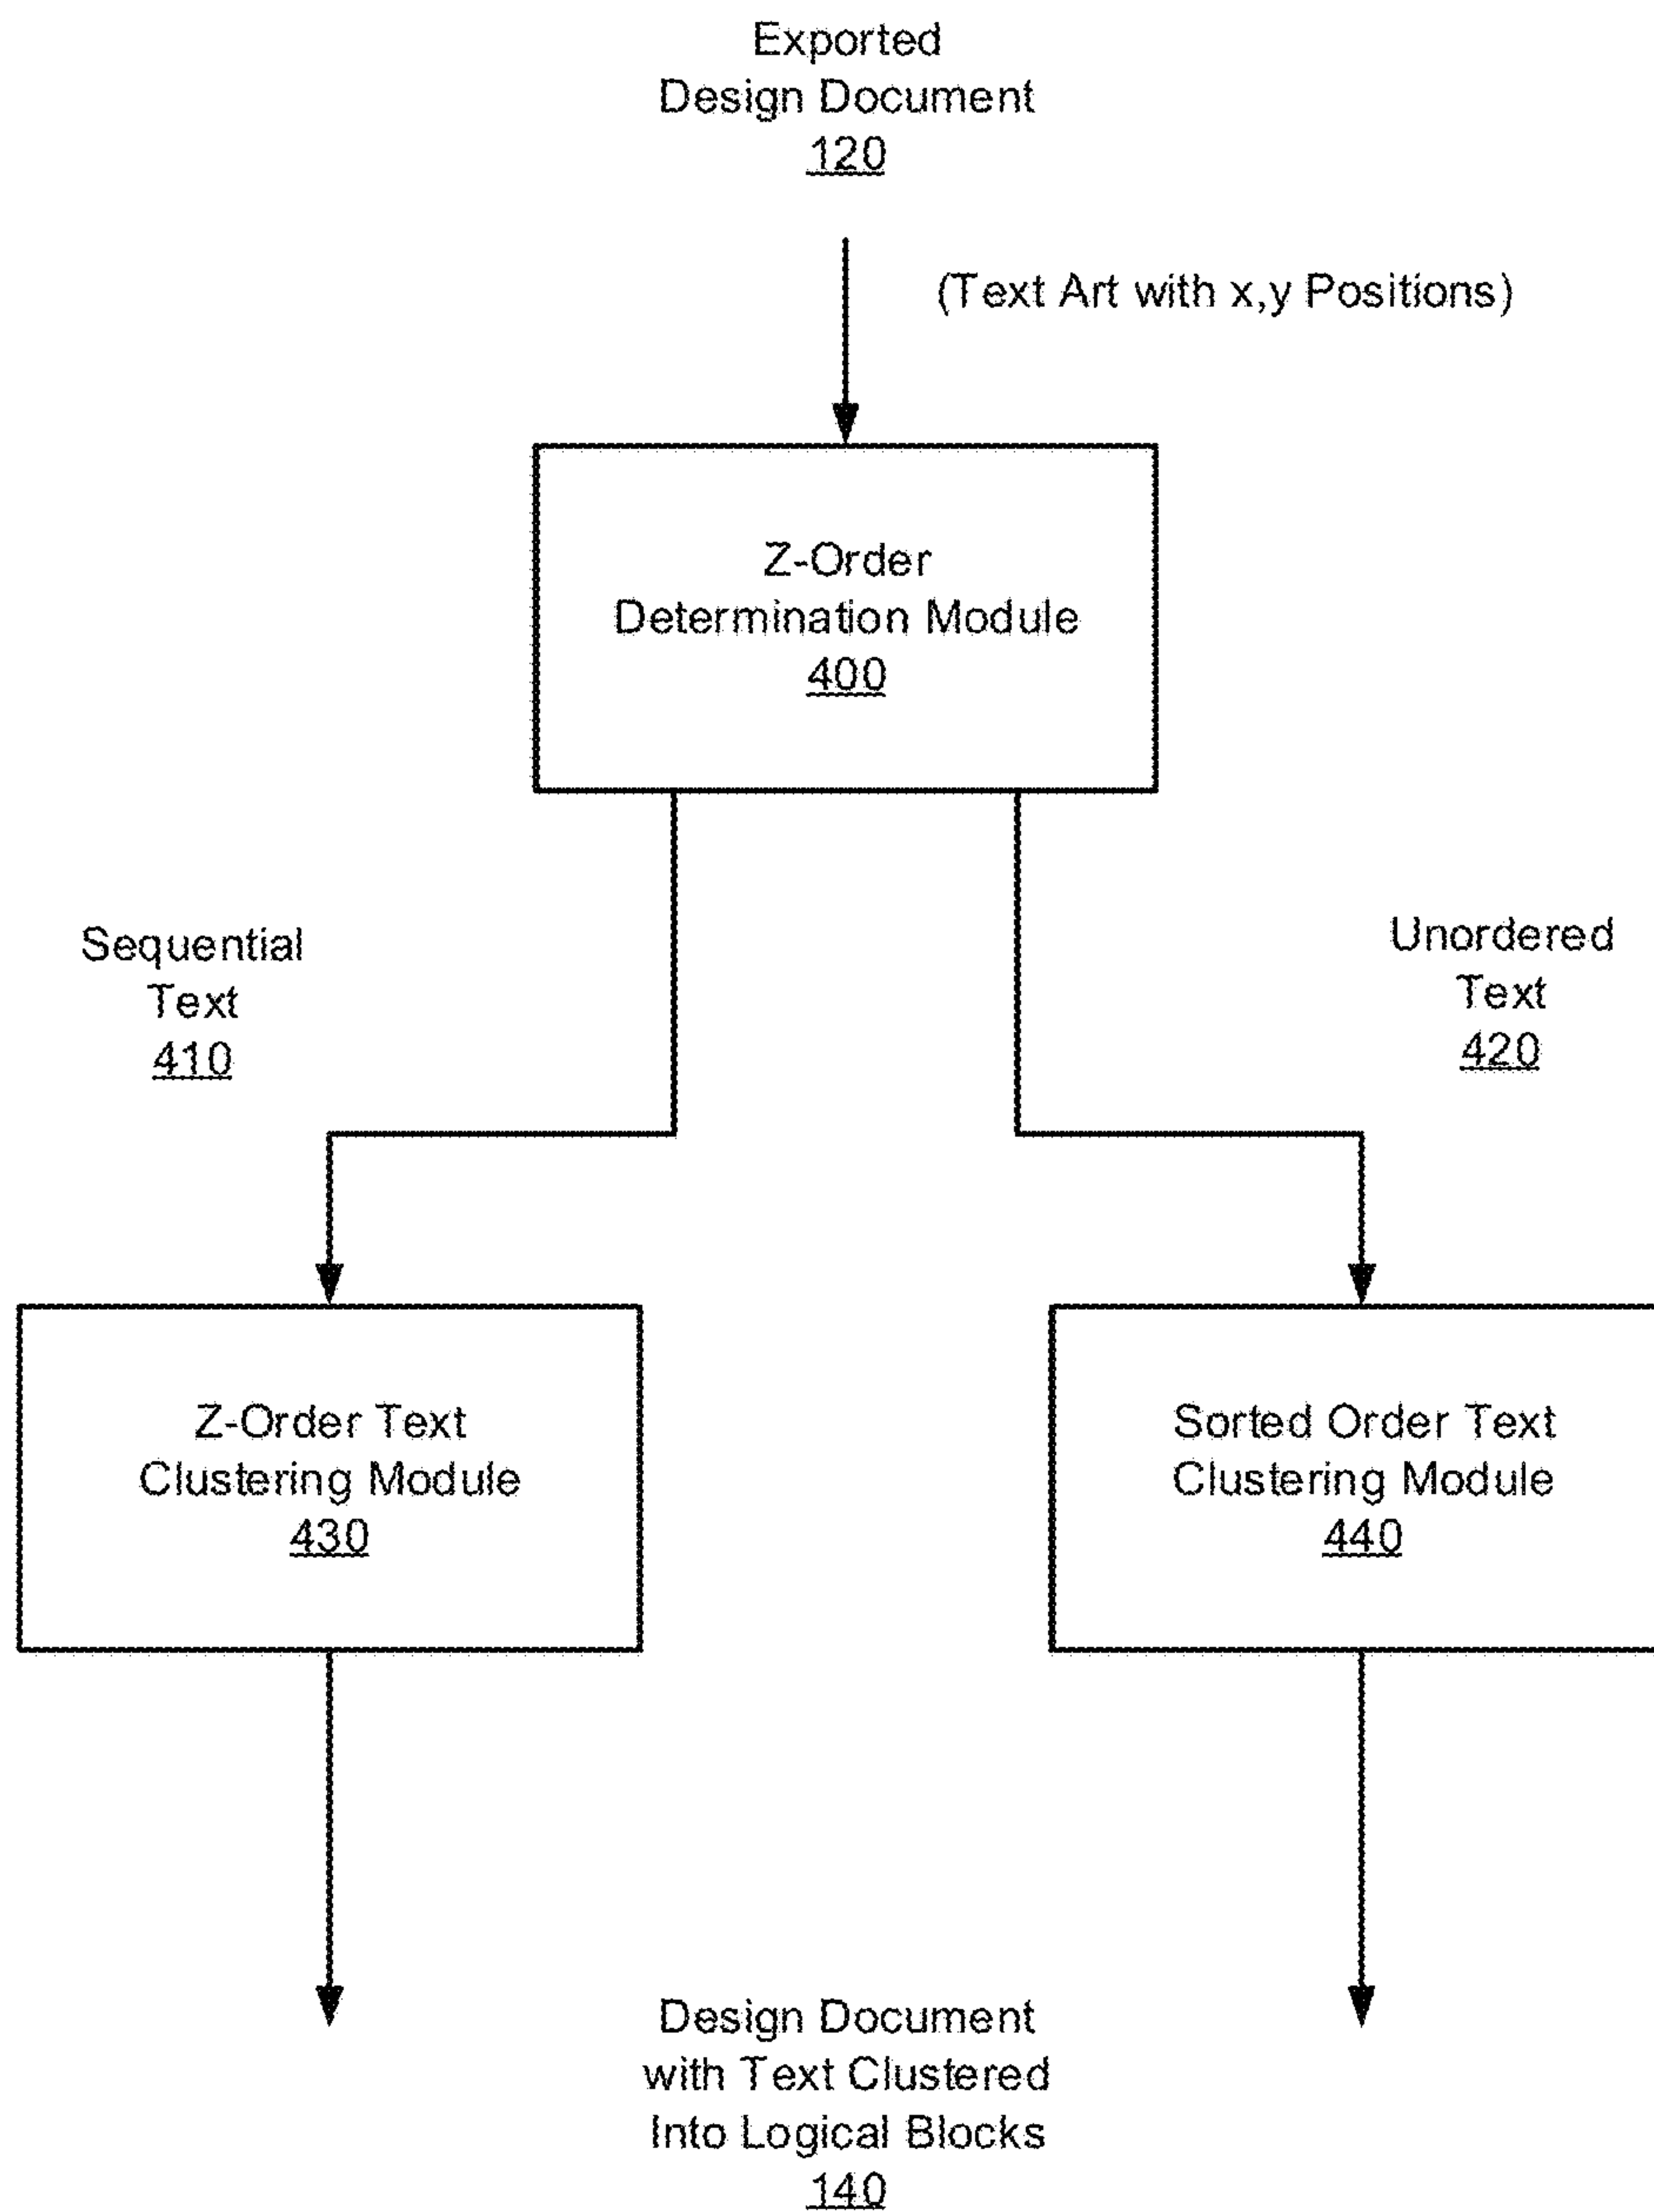 Exported
Design Document
120
(Text Art with x,y Positions)
Z-Order
Determination Module
400
Sequential
Text
410
Unordered
Text
420
Z-Order Text
Clustering Module
430
Sorted Order Text
Clustering Module
440
Design Document
with Text Clustered
Into Logical Blocks
140